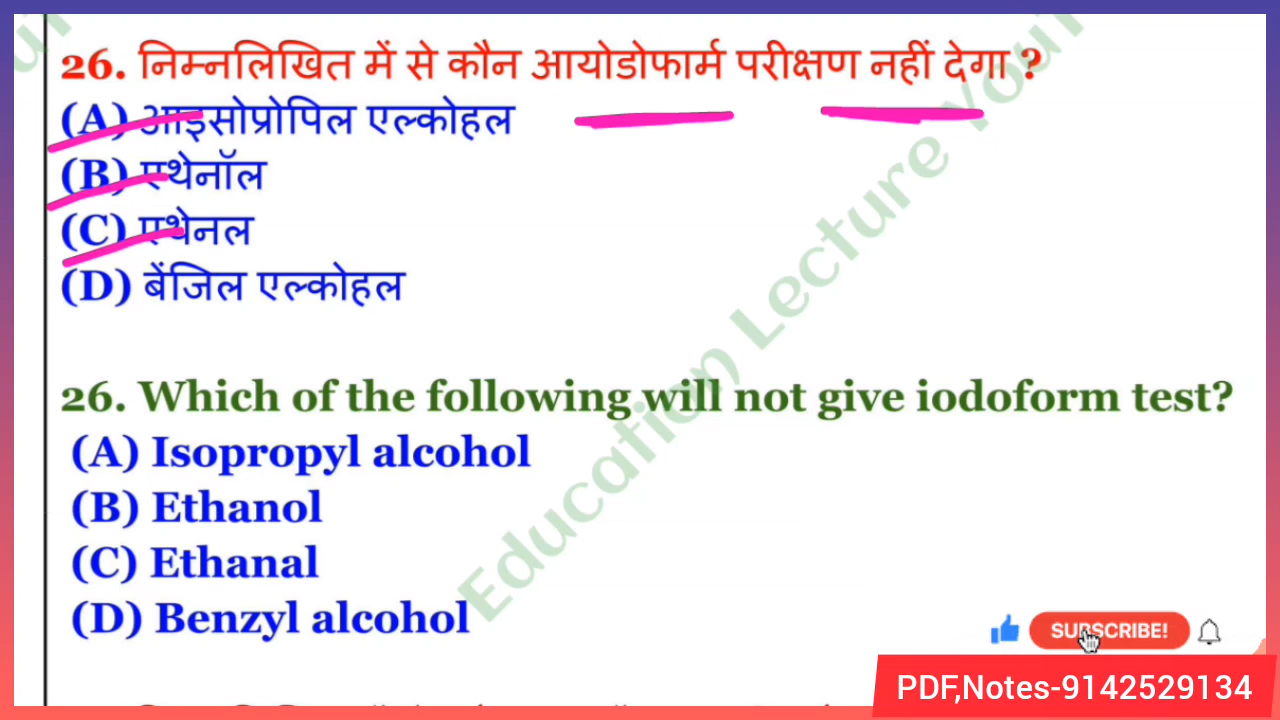 26. निम्नलिखित में से कौन आयोडोफार्म परीक्षण नहीं देगा ?
(A) आइसोप्रोपिल एल्कोहल
(B) एथेनॉल
(C) एथेनल
(D) बेंजिल एल्कोहल
26. Which of the following will not give iodoform test?
(A) Isopropyl alcohol
(B) Ethanol
(C) Ethanal
(D) Benzyl alcohol
Education Lecture
SUBSCRIBE!
PDF,Notes-9142529134